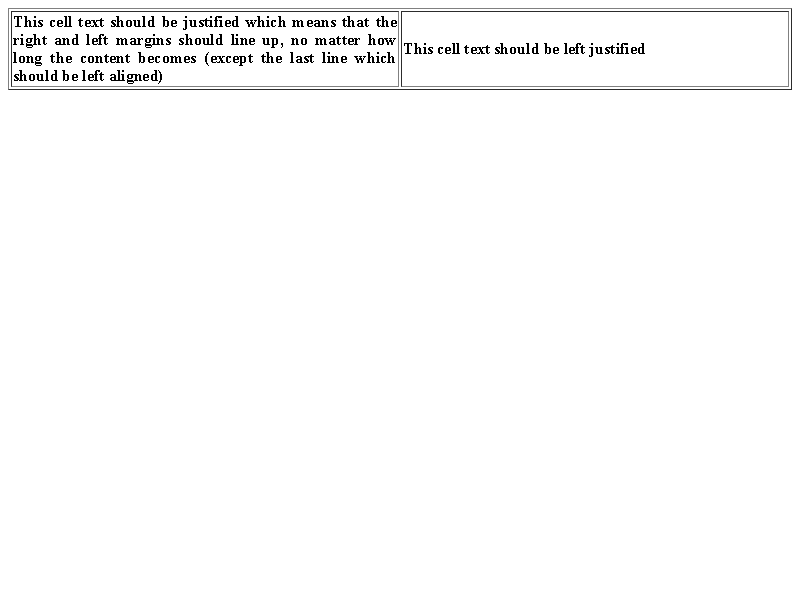 This cell text should be justified which means that the
right and left margins should line up, no matter how
long the content becomes (except the last line which
should be left aligned)
This cell text should be left justified